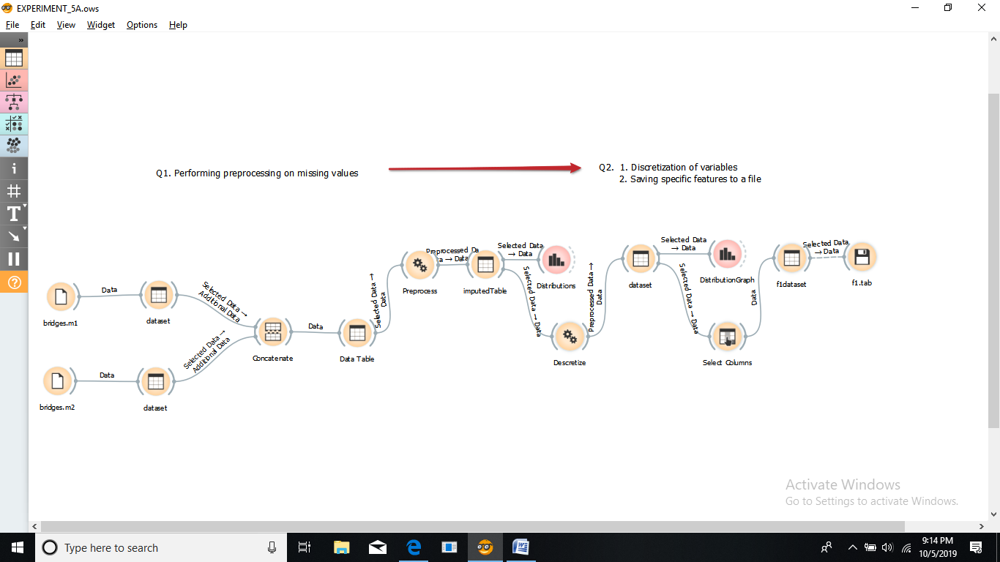 EXPERIMENT_5A.ows
File Edit View Widget Options Help
»
Q1. Performing preprocessing on missing values
Q2. 1. Discretization of variables
2. Saving specific features to a file
bridges.m1
Data
dataset
Selected Data →
Additional Data
bridges.m2
Data
dataset
Selected Data →
Additional Data
Concatenate
Data
Data Table
Selected Data →
Data
Preprocess
Preprocessed Da
ta → Data
imputedTable
Selected Data
→ Data
Distributions
Selected Data → Data
Descretize
Preprocessed Data →
Data
dataset
Selected Data
→ Data
DistributionGraph
Selected Data → Data
Select Columns
Data
f1dataset
Selected Data
→ Data
f1.tab
Activate Windows
Go to Settings to activate Windows.
Type here to search
9:14 PM
10/5/2019